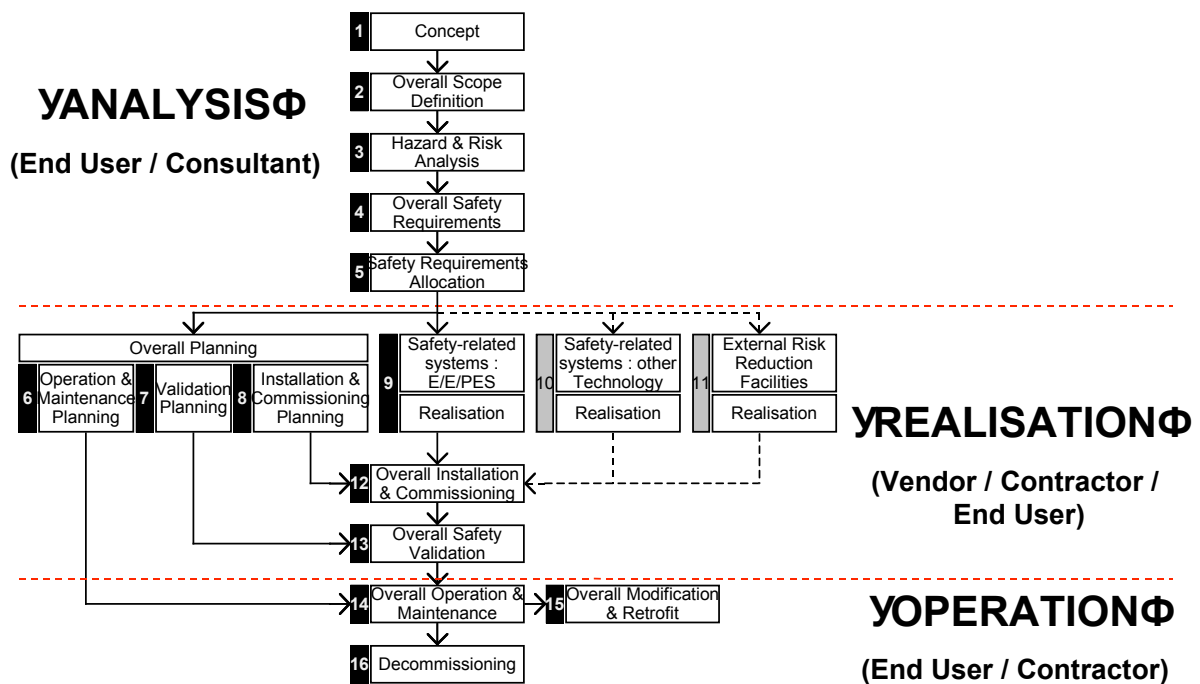 1
Concept
2
Overall Scope
Definition
УANALYSISФ
(End User / Consultant)
3
Hazard & Risk
Analysis
4
Overall Safety
Requirements
5
Safety Requirements
Allocation
Overall Planning
6
Operation &
Maintenance
Planning
7
Validation
Planning
8
Installation &
Commissioning
Planning
9
Safety-related
systems :
E/E/PES
Realisation
10
Safety-related
systems : other
Technology
Realisation
11
External Risk
Reduction
Facilities
Realisation
УREALISATIONФ
(Vendor / Contractor /
End User)
12
Overall Installation
& Commissioning
13
Overall Safety
Validation
14
Overall Operation &
Maintenance
15
Overall Modification
& Retrofit
УOPERATIONФ
(End User / Contractor)
16
Decommissioning